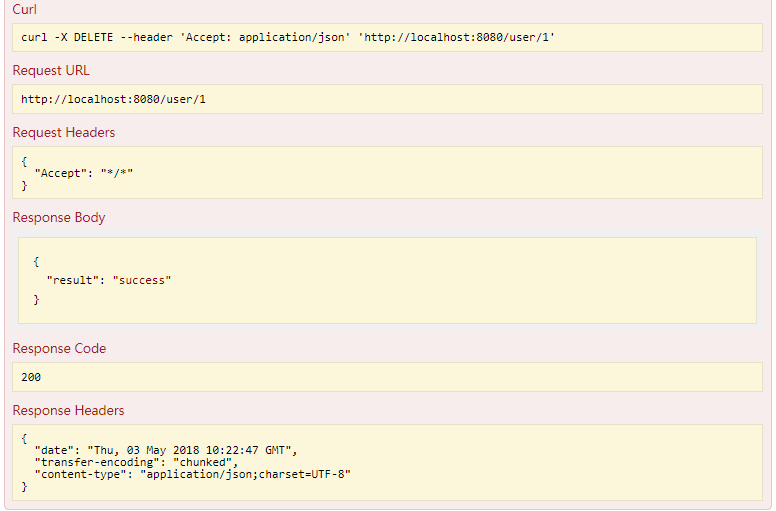 Curl
curl -X DELETE --header 'Accept: application/json' 'http://localhost:8080/user/1'
Request URL
http://localhost:8080/user/1
Request Headers
{
  "Accept": "*/*"
}
Response Body
{
  "result": "success"
}
Response Code
200
Response Headers
{
  "date": "Thu, 03 May 2018 10:22:47 GMT",
  "transfer-encoding": "chunked",
  "content-type": "application/json;charset=UTF-8"
}